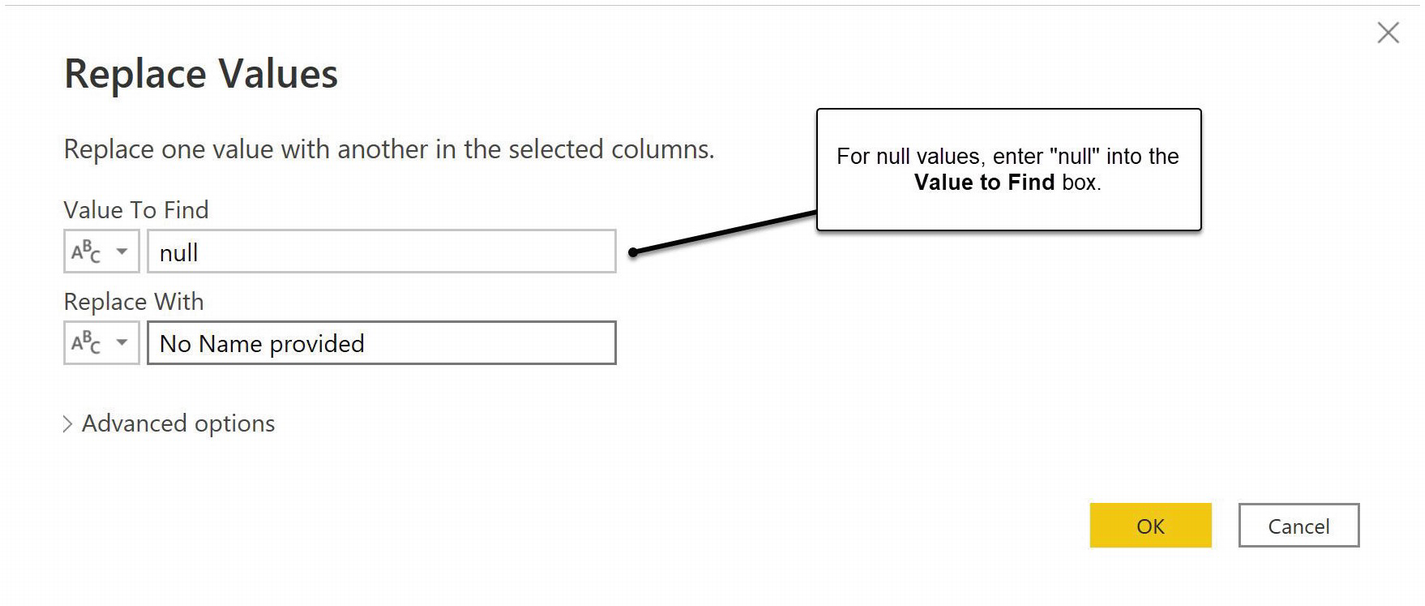 Replace Values
Replace one value with another in the selected columns.
For null values, enter "null" into the
Value to Find box.
Value To Find
ABC null
Replace With
ABC No Name provided
Advanced options
OK Cancel